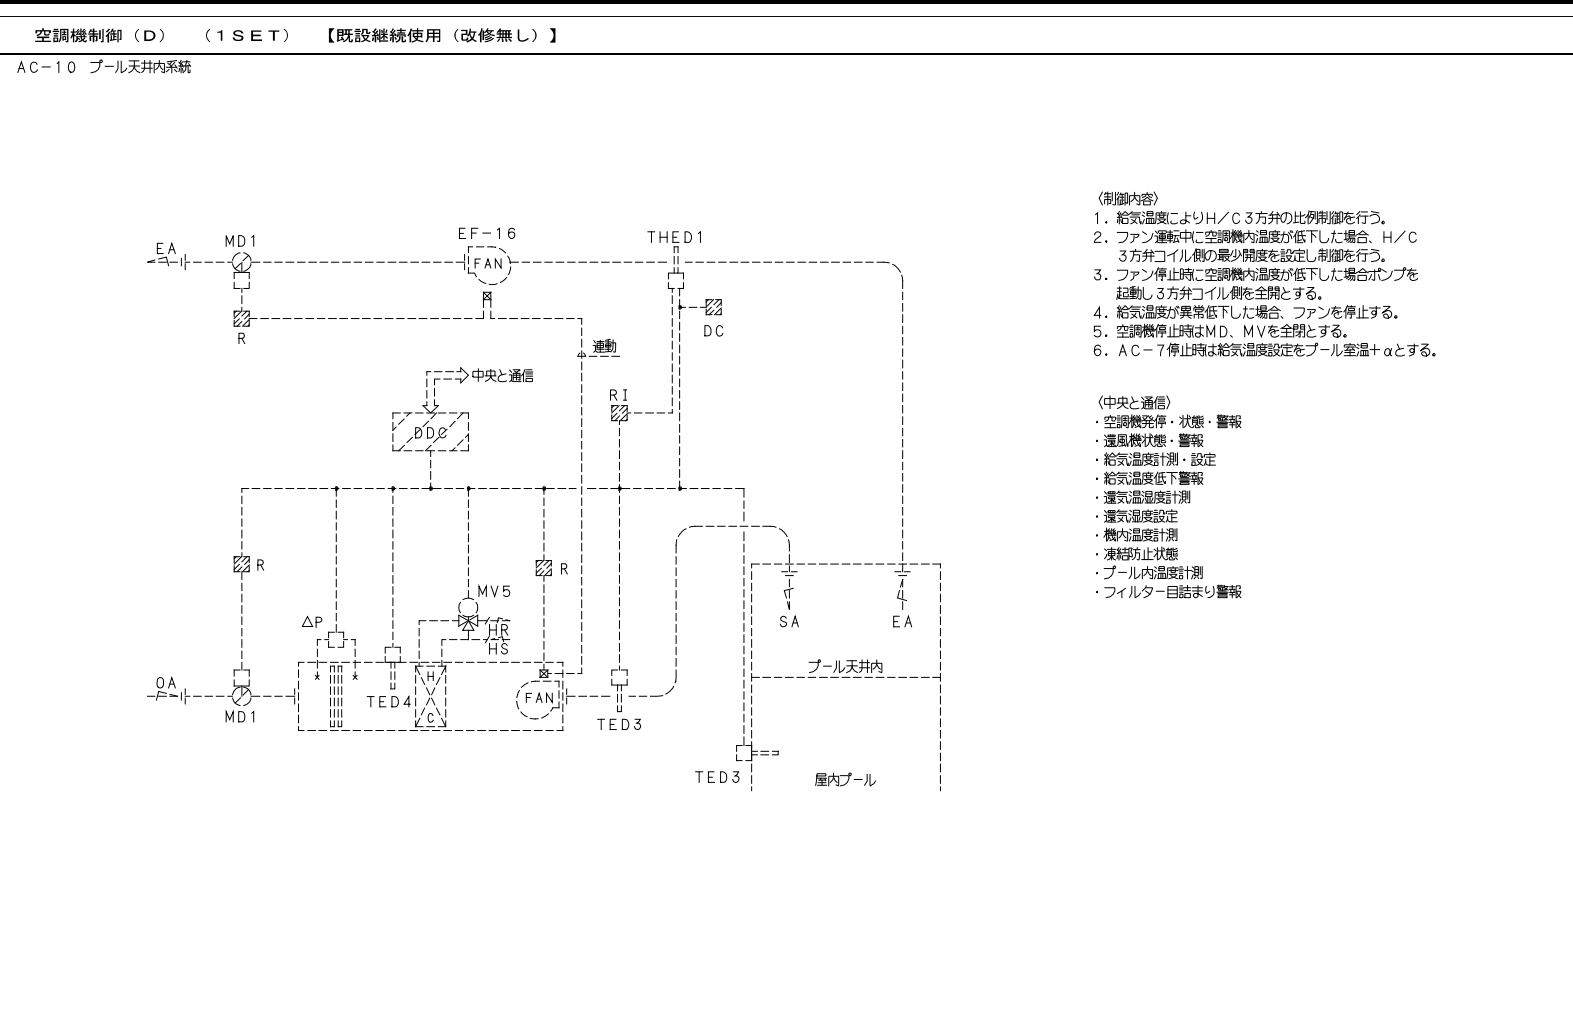 空調機制御（D）　（1SET）　【既設継続使用（改修無し）】
AC－10　プール天井内系統
〈制御内容〉
1．給気温度によりH／C3方弁の比例制御を行う。
2．ファン運転中に空調機内温度が低下した場合、H／C
3方弁コイル側の最少開度を設定し制御を行う。
3．ファン停止時に空調機内温度が低下した場合ポンプを
起動し3方弁コイル側を全開とする。
4．給気温度が異常低下した場合、ファンを停止する。
5．空調機停止時はMD、MVを全閉とする。
6．AC－7停止時は給気温度設定をプール室温＋αとする。
〈中央と通信〉
・空調機発停・状態・警報
・還風機状態・警報
・給気温度計測・設定
・給気温度低下警報
・還気温湿度計測
・還気湿度設定
・機内温度計測
・凍結防止状態
・プール内温度計測
・フィルター目詰まり警報
EA
MD1
EF-16
THED1
FAN
R
DC
連動
中央と通信
RI
DDC
R
R
MV5
△P
HR
HS
SA
EA
プール天井内
OA
H
TED4
FAN
MD1
C
TED3
TED3
屋内プール